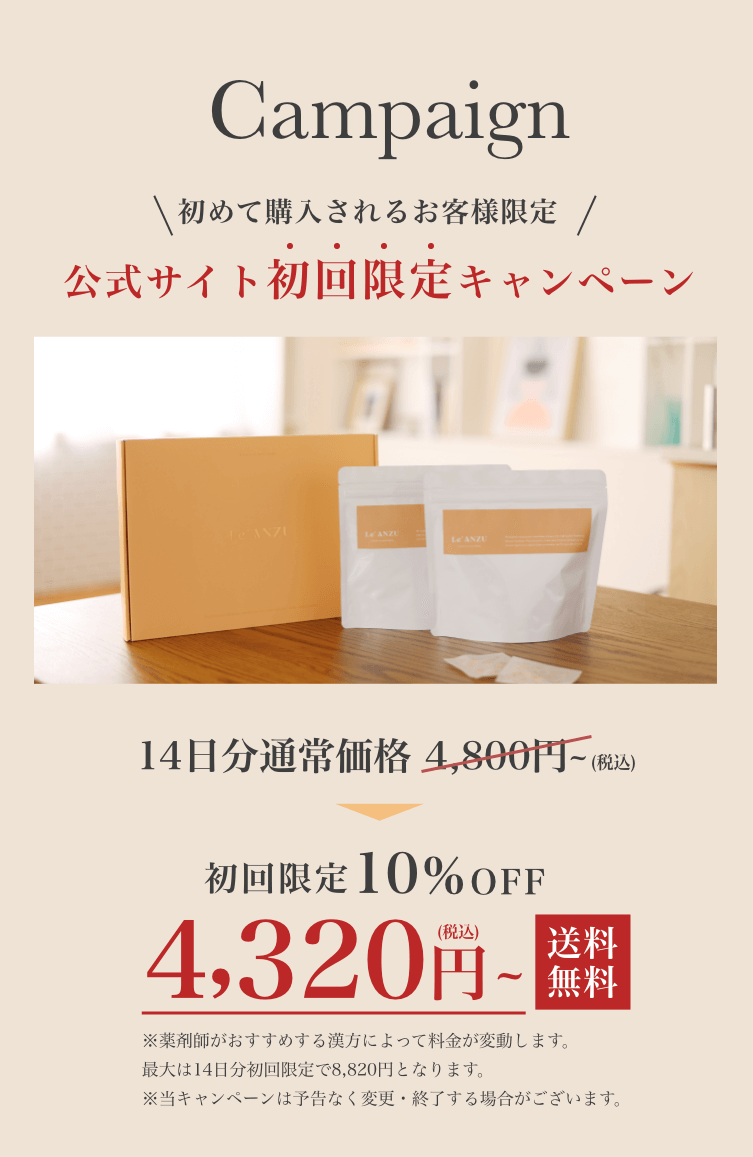 Campaign
初めて購入されるお客様限定
公式サイト初回限定キャンペーン
Le' ANZU
Le' ANZU
Le' ANZU
14日分通常価格 4,800円~(税込)
初回限定10%OFF
4,320円~(税込)
送料
無料
※薬剤師がおすすめする漢方によって料金が変動します。
最大は14日分初回限定で8,820円となります。
※当キャンペーンは予告なく変更・終了する場合がございます。